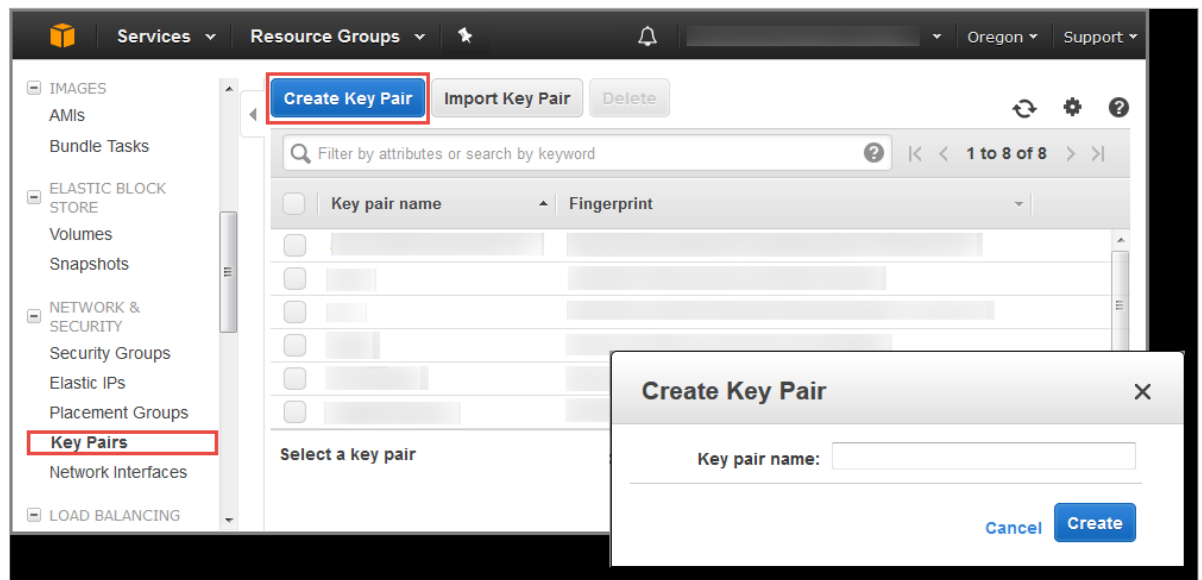 Services Resource Groups Oregon Support
IMAGES
AMIs
Bundle Tasks
ELASTIC BLOCK
STORE
Volumes
Snapshots
NETWORK &
SECURITY
Security Groups
Elastic IPs
Placement Groups
Key Pairs
Network Interfaces
LOAD BALANCING
Create Key Pair Import Key Pair Delete
Filter by attributes or search by keyword 1 to 8 of 8
Key pair name Fingerprint
Select a key pair
Create Key Pair
Key pair name:
Cancel Create